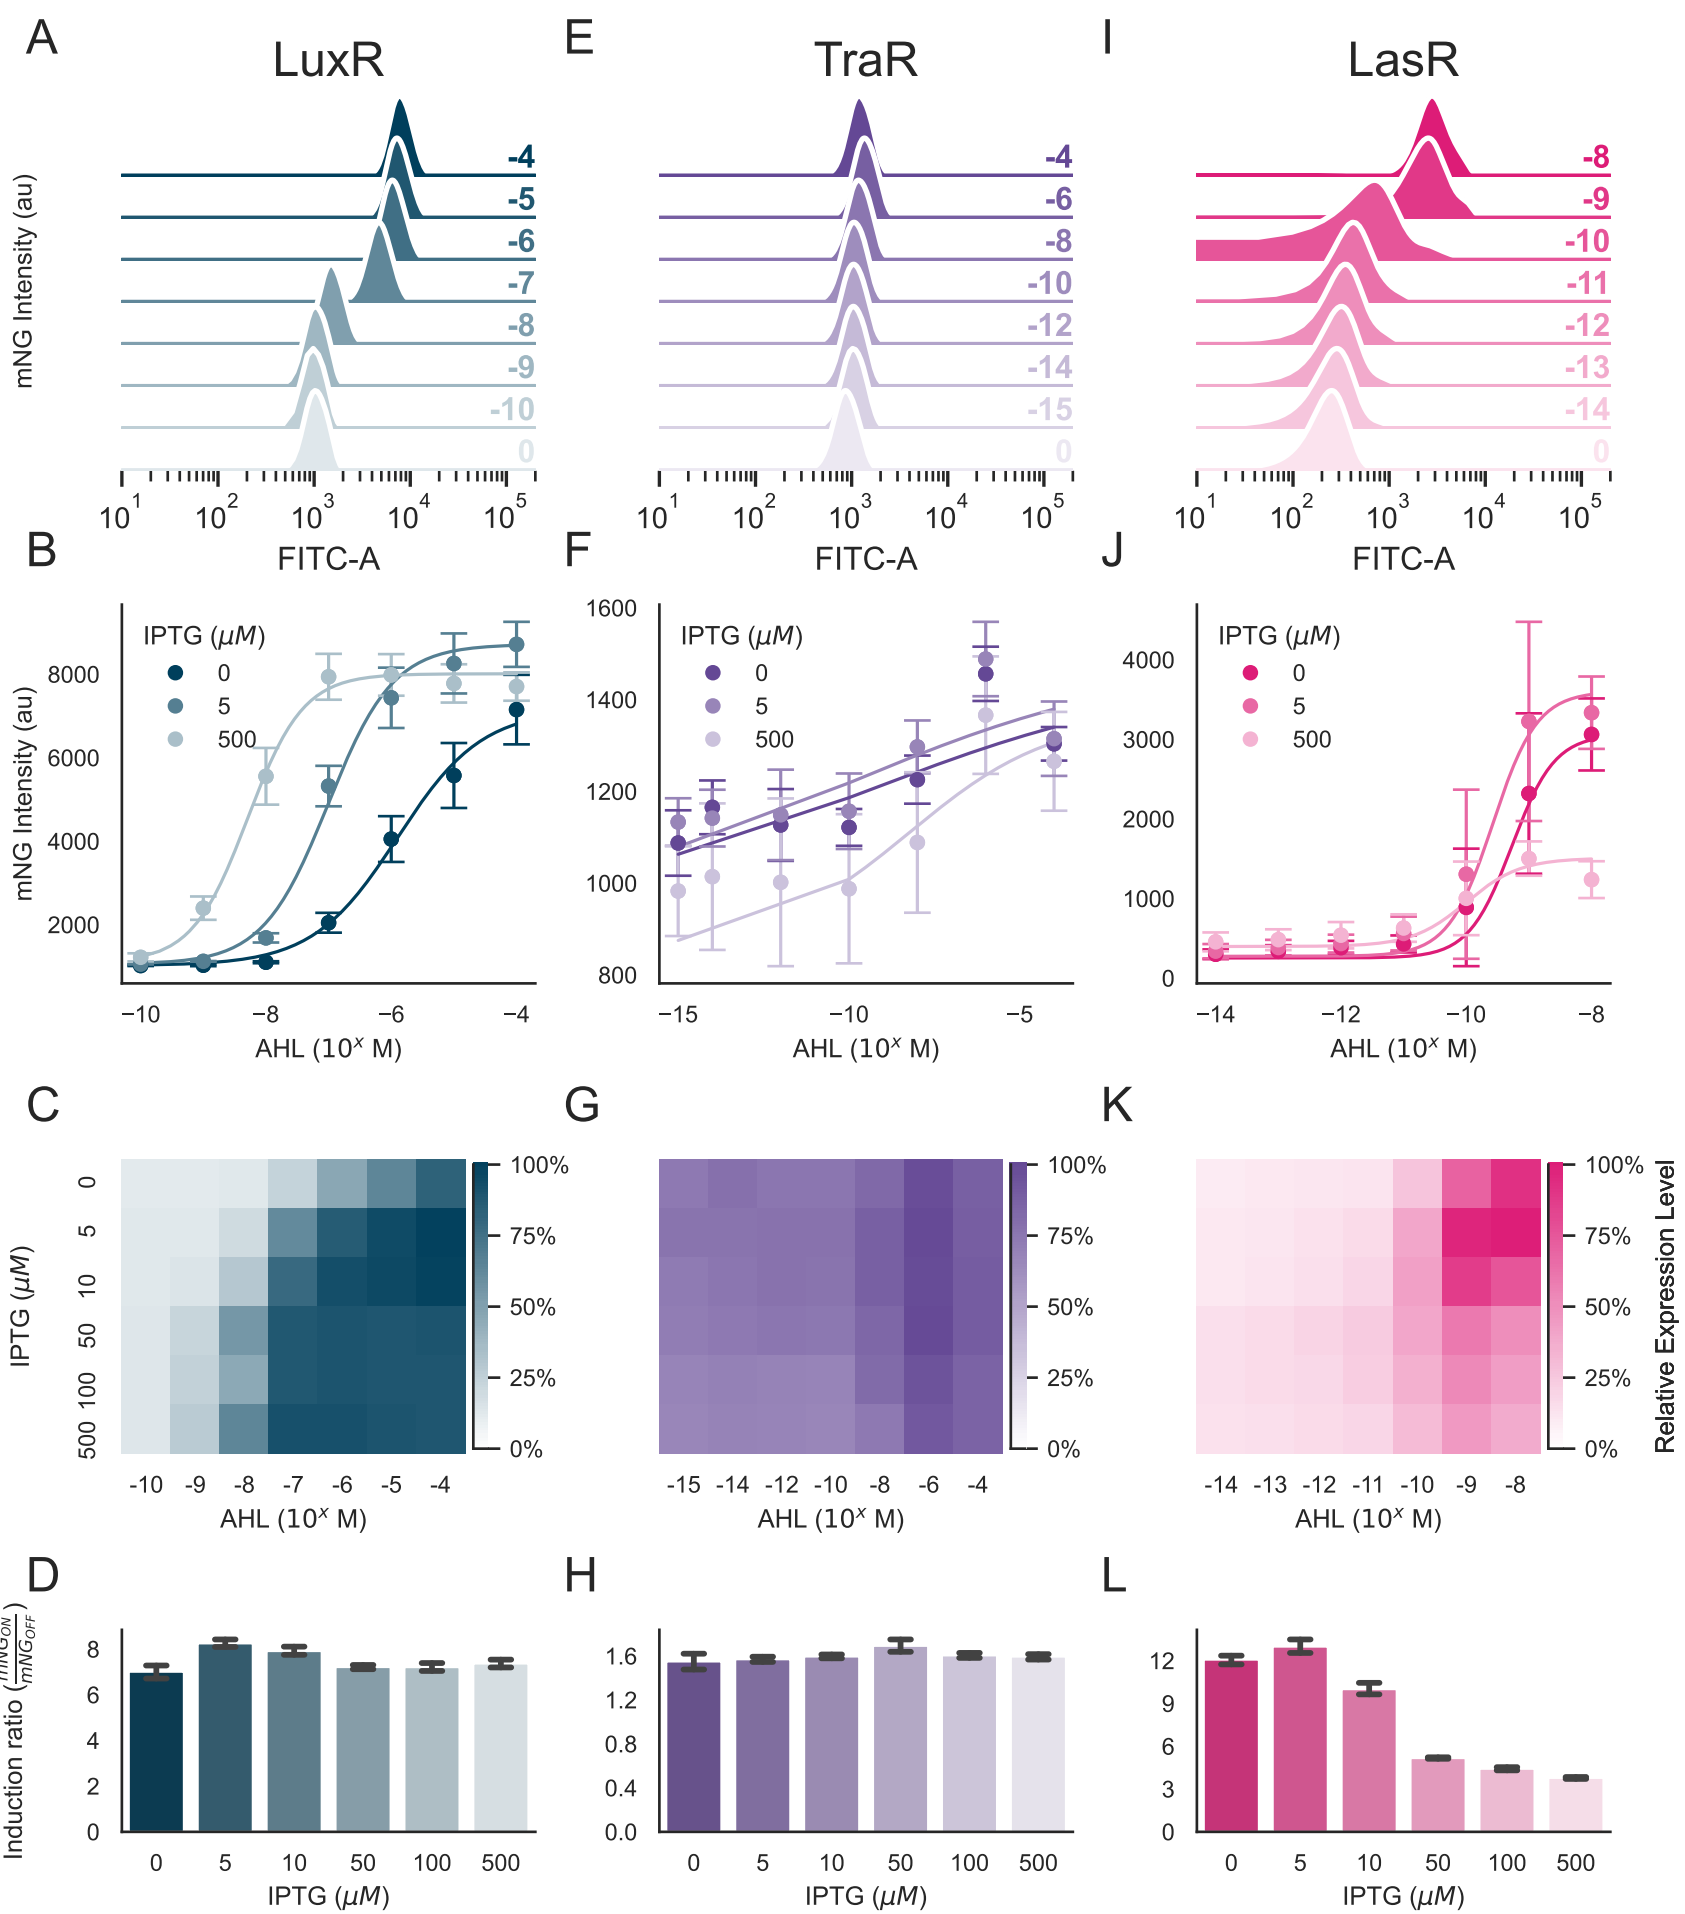 A
LuxR
mNG Intensity (au)
-4
-5
-6
-7
-8
-9
-10
0
10^1 10^2 10^3 10^4 10^5
FITC-A
E
TraR
-4
-6
-8
-10
-12
-14
-15
0
10^1 10^2 10^3 10^4 10^5
FITC-A
I
LasR
-8
-9
-10
-11
-12
-13
-14
0
10^1 10^2 10^3 10^4 10^5
FITC-A
B
mNG Intensity (au)
8000
6000
4000
2000
IPTG (μM)
0
5
500
−10 −8 −6 −4
AHL (10^x M)
F
1600
1400
1200
1000
800
IPTG (μM)
0
5
500
−15 −10 −5
AHL (10^x M)
J
4000
3000
2000
1000
0
IPTG (μM)
0
5
500
−14 −12 −10 −8
AHL (10^x M)
C
IPTG (μM)
0
5
10
50
100
500
-10 -9 -8 -7 -6 -5 -4
AHL (10^x M)
100%
75%
50%
25%
0%
G
-15 -14 -12 -10 -8 -6 -4
AHL (10^x M)
100%
75%
50%
25%
0%
K
-14 -13 -12 -11 -10 -9 -8
AHL (10^x M)
100%
75%
50%
25%
0%
Relative Expression Level
D
Induction ratio (mNG_ON/mNG_OFF)
8
6
4
2
0
0 5 10 50 100 500
IPTG (μM)
H
1.6
1.2
0.8
0.4
0.0
0 5 10 50 100 500
IPTG (μM)
L
12
9
6
3
0
0 5 10 50 100 500
IPTG (μM)